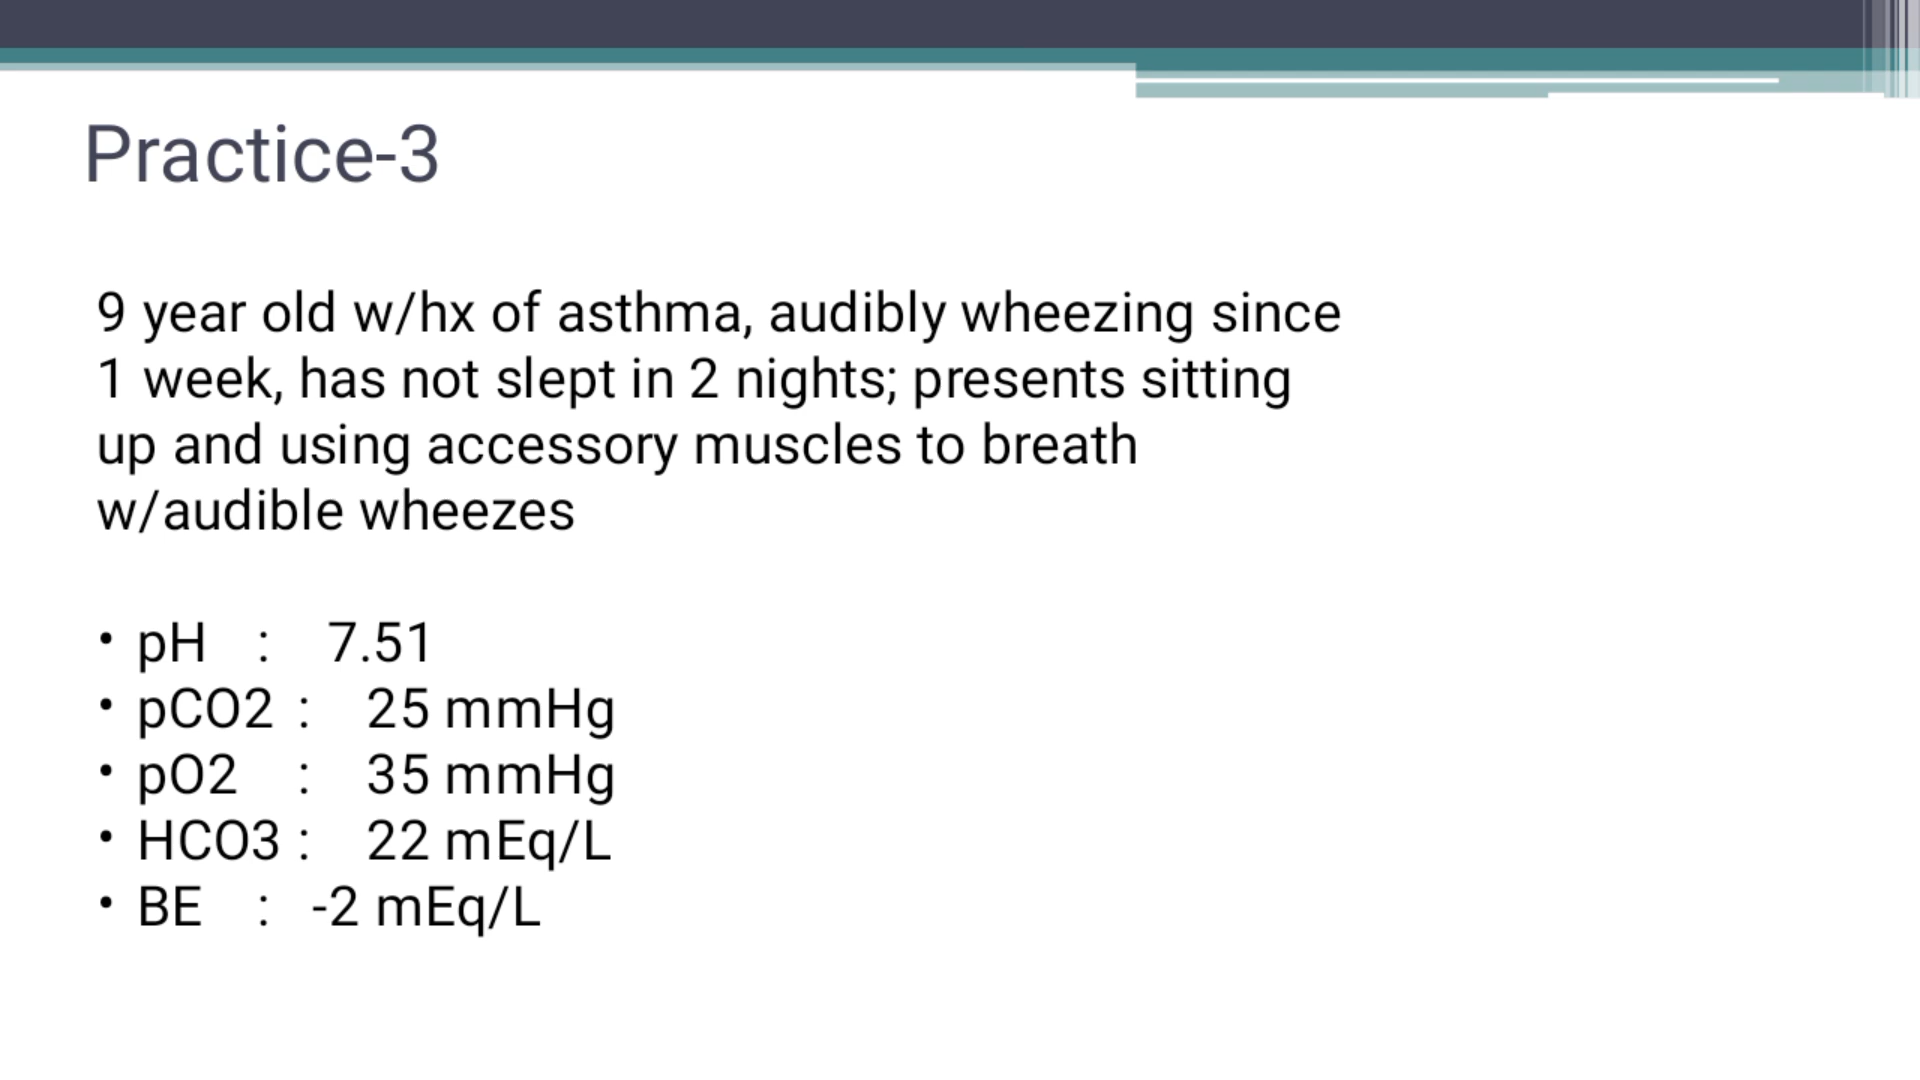 Practice-3
9 year old w/hx of asthma, audibly wheezing since
1 week, has not slept in 2 nights; presents sitting
up and using accessory muscles to breath
w/audible wheezes
• pH : 7.51
• pCO2 : 25 mmHg
• pO2 : 35 mmHg
• HCO3 : 22 mEq/L
• BE : -2 mEq/L